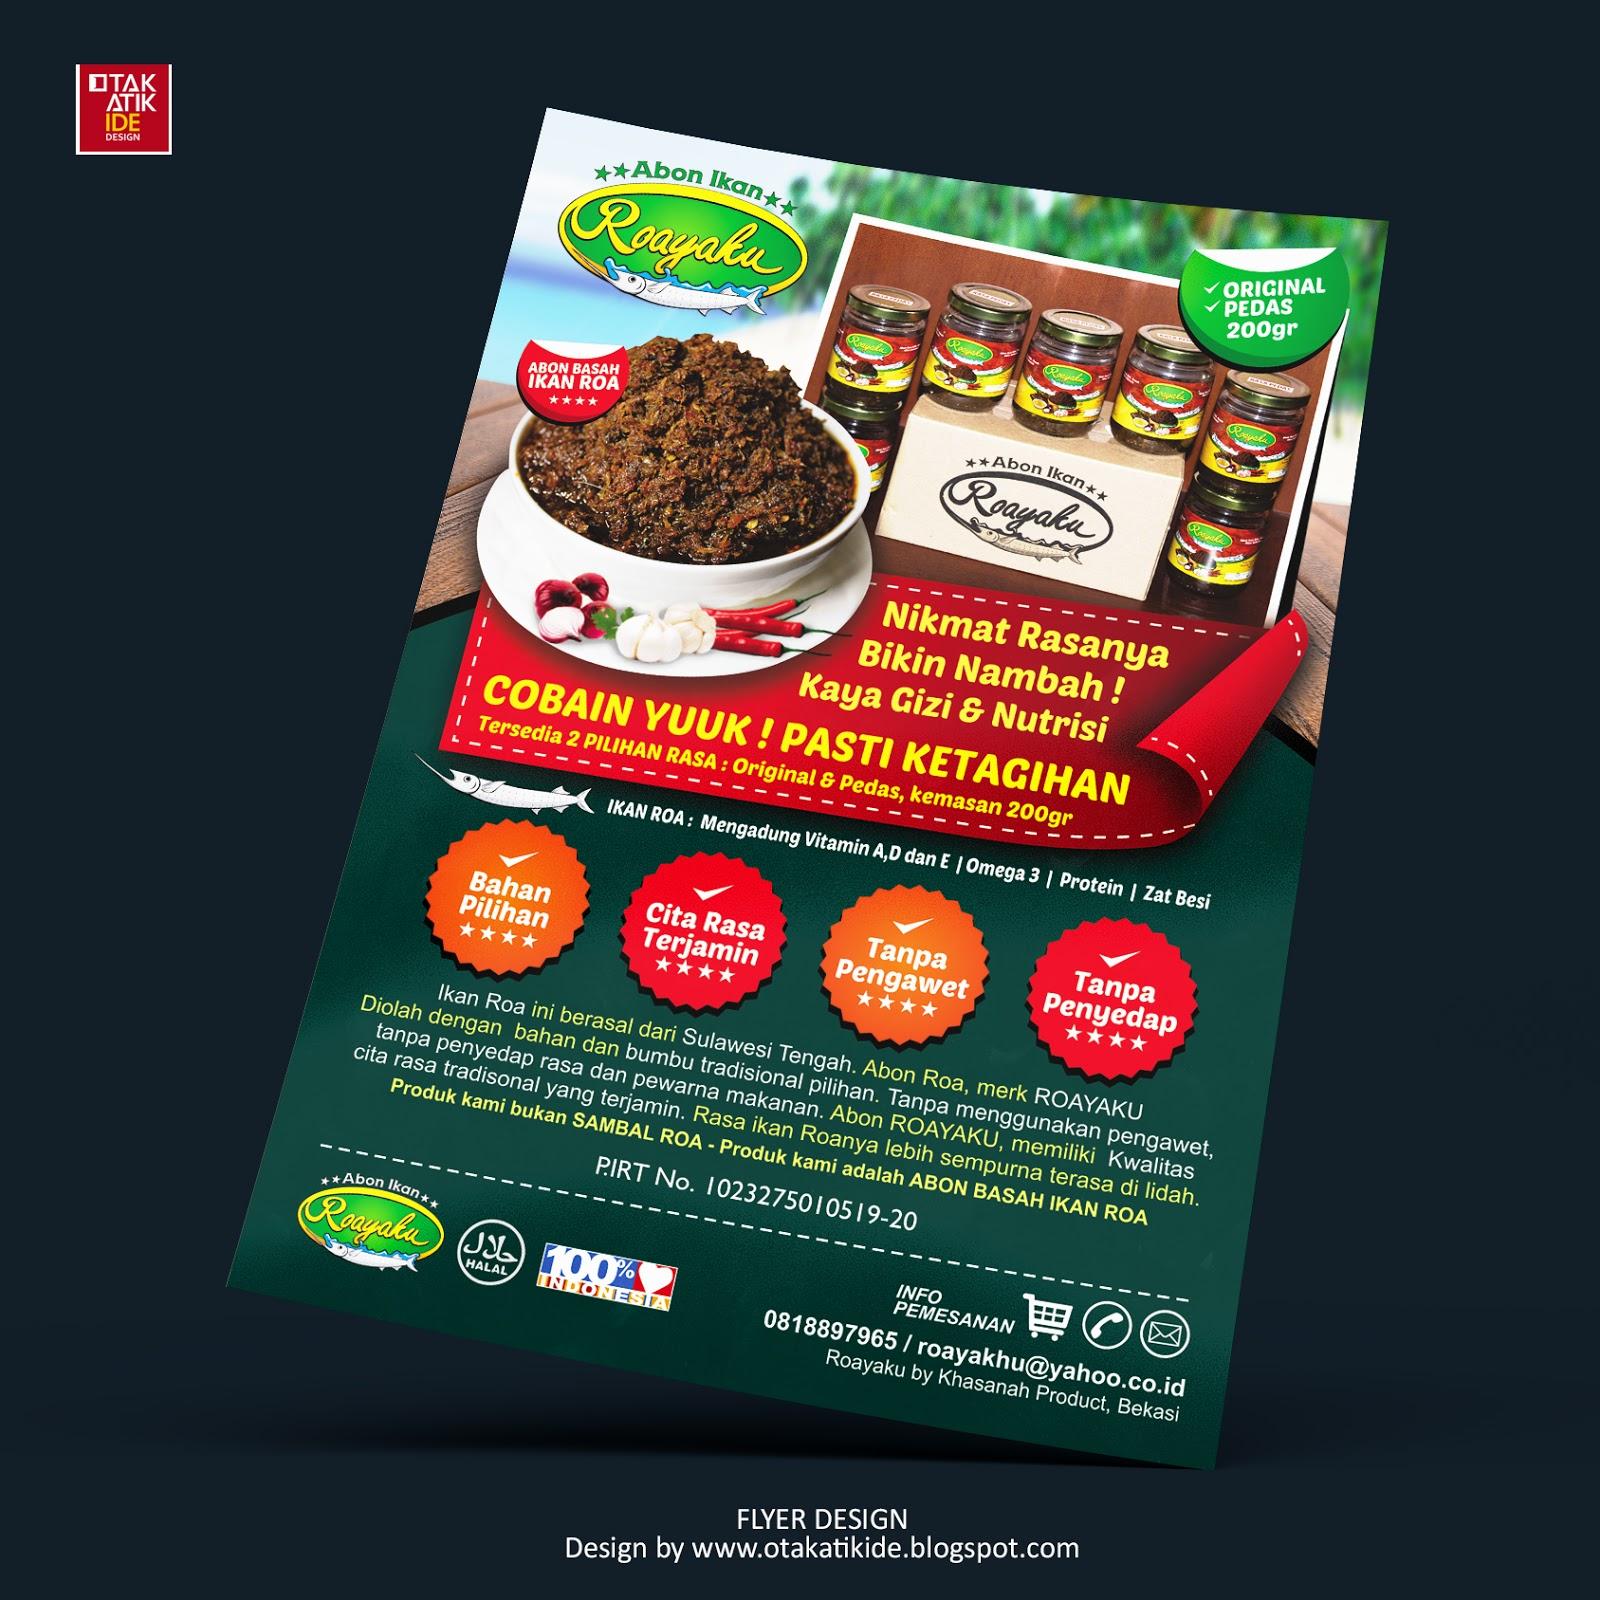 OTAK
ATIK
IDE
DESIGN
Abon Ikan
Roayaku
ABON BASAH
IKAN ROA
ORIGINAL
PEDAS
200gr
Abon Ikan
Roayaku
Nikmat Rasanya
Bikin Nambah !
Kaya Gizi & Nutrisi
COBAIN YUUK ! PASTI KETAGIHAN
Tersedia 2 PILIHAN RASA : Original & Pedas, kemasan 200gr
IKAN ROA : Mengadung Vitamin A,D dan E | Omega 3 | Protein | Zat Besi
Bahan
Pilihan
Cita Rasa
Terjamin
Tanpa
Pengawet
Tanpa
Penyedap
Ikan Roa ini berasal dari Sulawesi Tengah. Abon Roa, merk ROAYAKU
Diolah dengan bahan dan bumbu tradisional pilihan. Tanpa menggunakan pengawet,
tanpa penyedap rasa dan pewarna makanan. Abon ROAYAKU, memiliki Kwalitas
cita rasa tradisonal yang terjamin. Rasa ikan Roanya lebih sempurna terasa di lidah.
Produk kami bukan SAMBAL ROA - Produk kami adalah ABON BASAH IKAN ROA
P.IRT No. 1023275010519-20
Abon Ikan
Roayaku
حلال
HALAL
100%
INDONESIA
INFO
PEMESANAN
0818897965 / roayakhu@yahoo.co.id
Roayaku by Khasanah Product, Bekasi
FLYER DESIGN
Design by www.otakatikide.blogspot.com